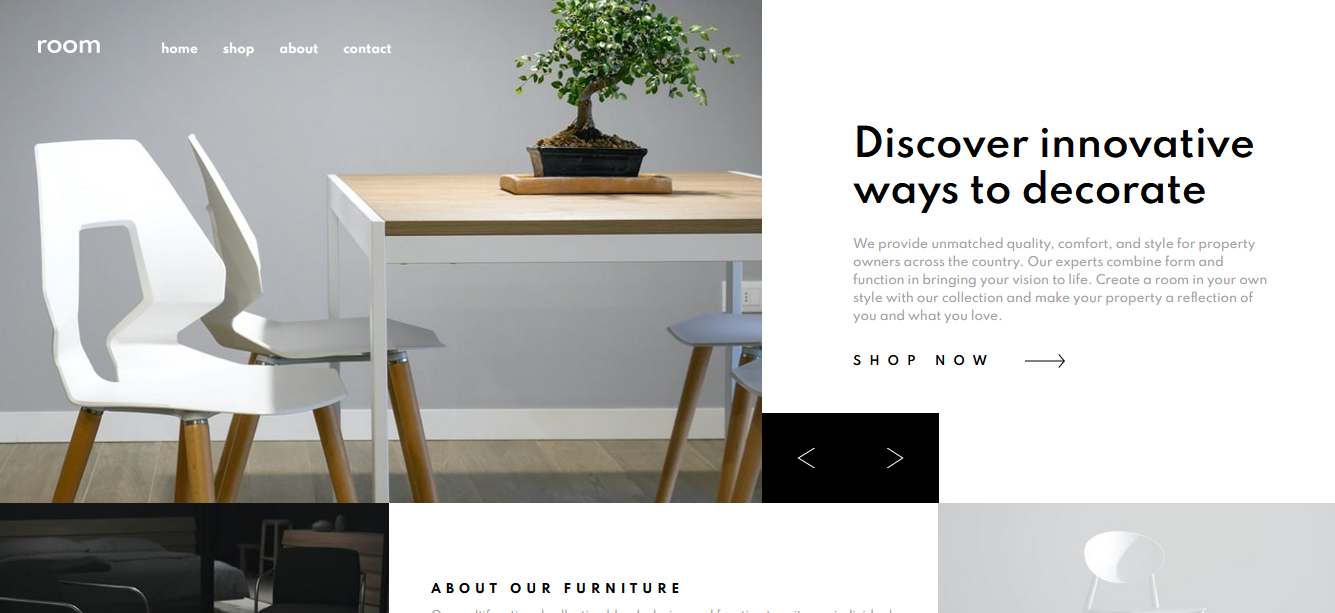 room
home shop about contact
Discover innovative
ways to decorate
We provide unmatched quality, comfort, and style for property
owners across the country. Our experts combine form and
function in bringing your vision to life. Create a room in your own
style with our collection and make your property a reflection of
you and what you love.
SHOP NOW
ABOUT OUR FURNITURE